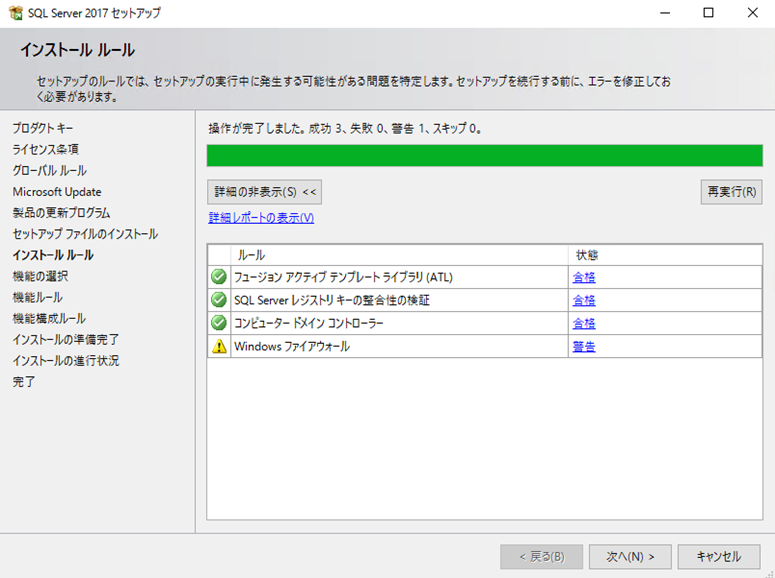 SQL Server 2017 セットアップ
インストール ルール
セットアップのルールでは、セットアップの実行中に発生する可能性がある問題を特定します。セットアップを続行する前に、エラーを修正してお
く必要があります。
プロダクト キー
ライセンス条項
グローバル ルール
Microsoft Update
製品の更新プログラム
セットアップ ファイルのインストール
インストール ルール
機能の選択
機能ルール
機能構成ルール
インストールの準備完了
インストールの進行状況
完了
操作が完了しました。成功 3、失敗 0、警告 1、スキップ 0。
詳細の非表示(S) <<
再実行(R)
詳細レポートの表示(V)
ルール 状態
フュージョン アクティブ テンプレート ライブラリ (ATL) 合格
SQL Server レジストリ キーの整合性の検証 合格
コンピューター ドメイン コントローラー 合格
Windows ファイアウォール 警告
< 戻る(B) 次へ(N) > キャンセル